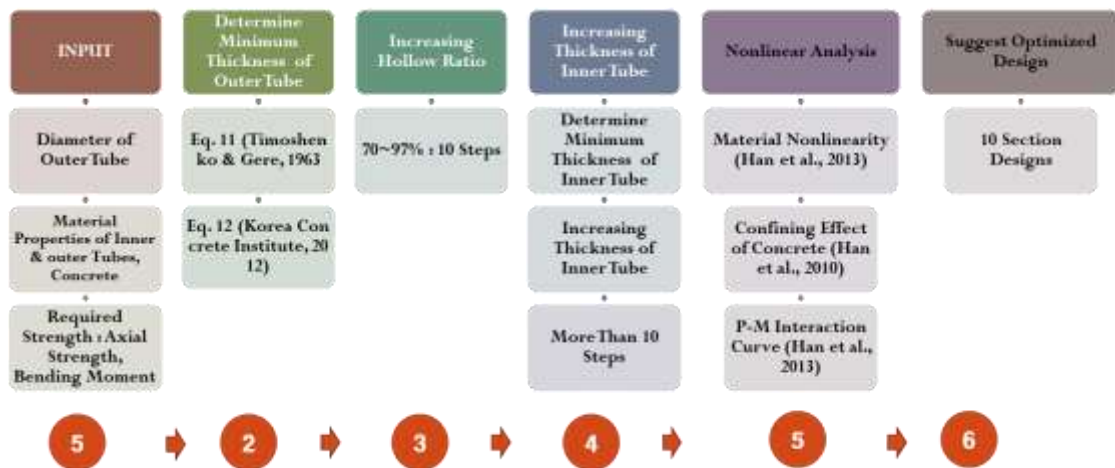 INPUT
Diameter of
Outer Tube
Material
Properties of Inner
& outer Tubes,
Concrete
Required
Strength : Axial
Strength,
Bending Moment
Determine
Minimum
Thickness of
Outer Tube
Eq. 11 (Timoshen
ko & Gere, 1963
Eq. 12 (Korea Con
crete Institute, 20
12)
Increasing
Hollow Ratio
70~97% : 10 Steps
Increasing
Thickness of
Inner Tube
Determine
Minimum
Thickness of
Inner Tube
Increasing
Thickness of
Inner Tube
More Than 10
Steps
Nonlinear Analysis
Material Nonlinearity
(Han et al., 2013)
Confining Effect
of Concrete (Han
et al., 2010)
P-M Interaction
Curve (Han et al.,
2013)
Suggest Optimized
Design
10 Section
Designs
5 2 3 4 5 6